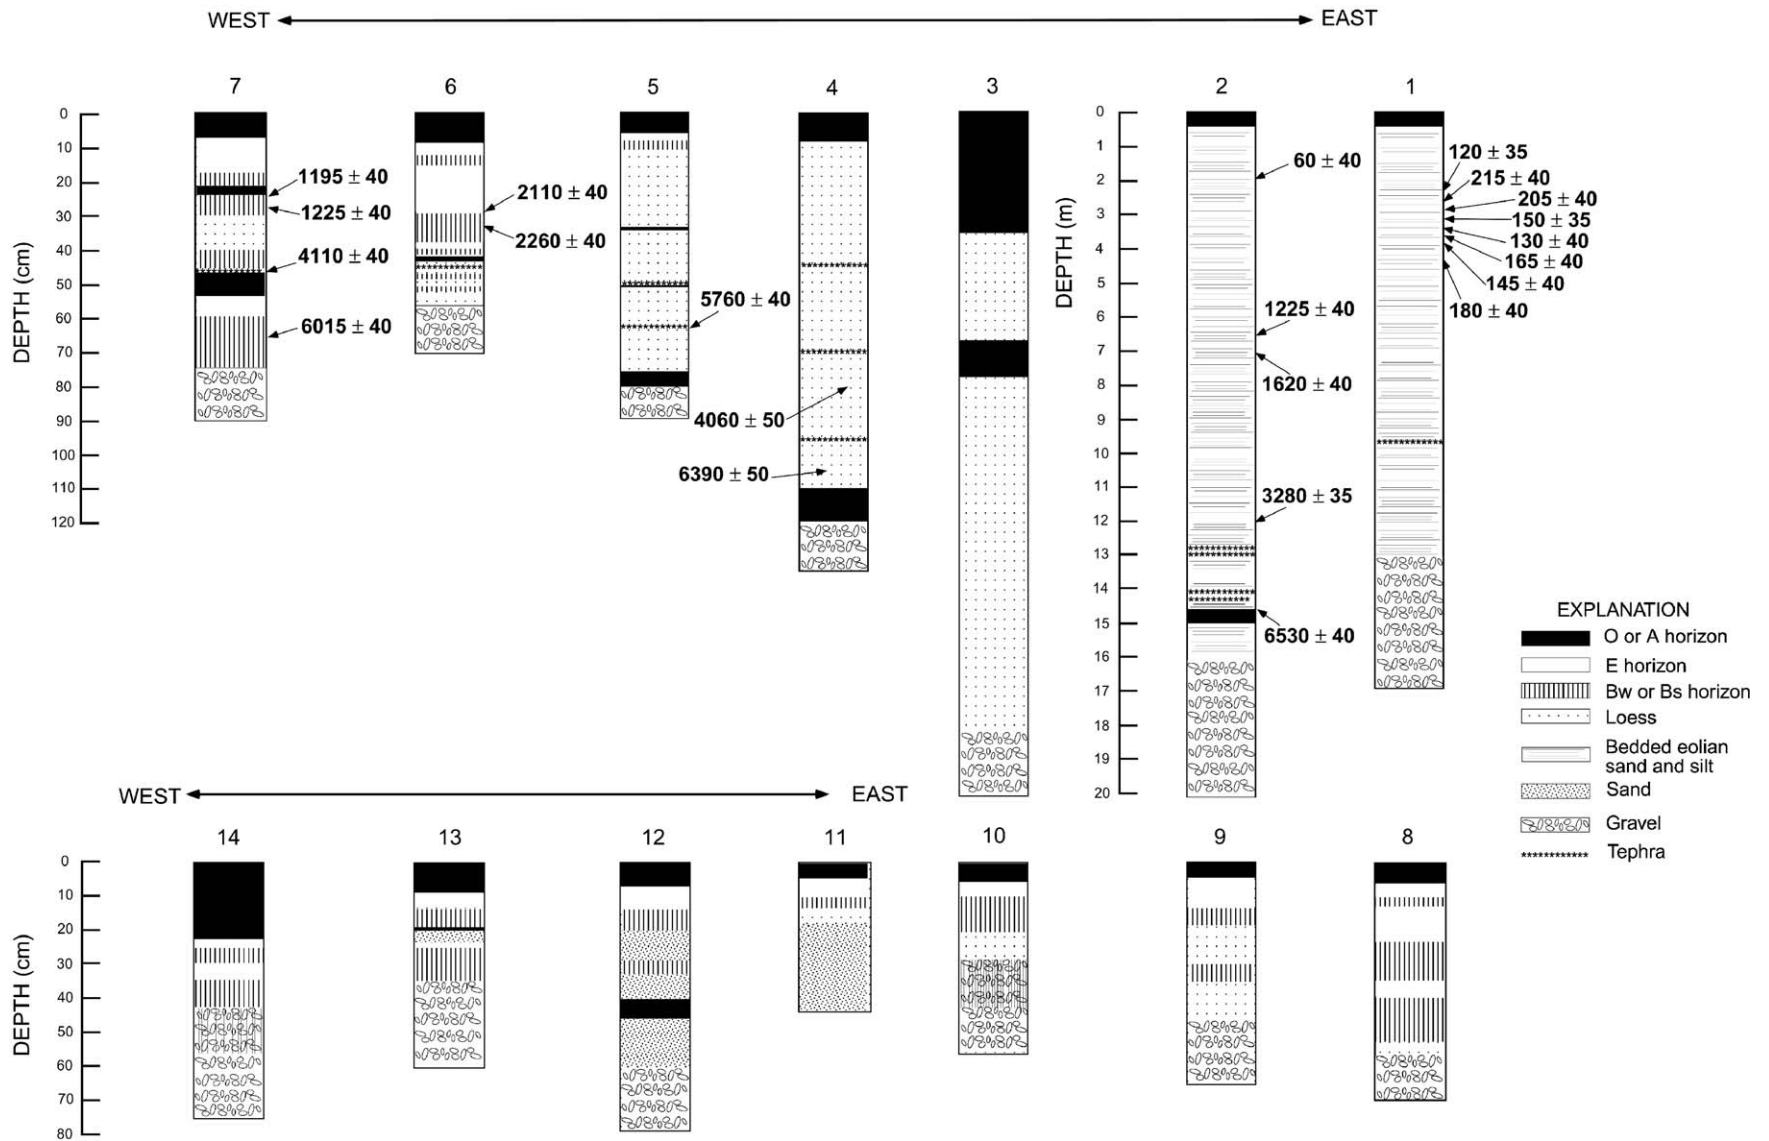 WEST EAST
7 6 5 4 3 2 1
DEPTH (cm)
0
10
20
30
40
50
60
70
80
90
100
110
120
1195 ± 40
1225 ± 40
4110 ± 40
6015 ± 40
2110 ± 40
2260 ± 40
5760 ± 40
4060 ± 50
6390 ± 50
DEPTH (m)
0
1
2
3
4
5
6
7
8
9
10
11
12
13
14
15
16
17
18
19
20
60 ± 40
1225 ± 40
1620 ± 40
3280 ± 35
6530 ± 40
120 ± 35
215 ± 40
205 ± 40
150 ± 35
130 ± 40
165 ± 40
145 ± 40
180 ± 40
EXPLANATION
O or A horizon
E horizon
Bw or Bs horizon
Loess
Bedded eolian
sand and silt
Sand
Gravel
Tephra
WEST EAST
14 13 12 11 10 9 8
DEPTH (cm)
0
10
20
30
40
50
60
70
80